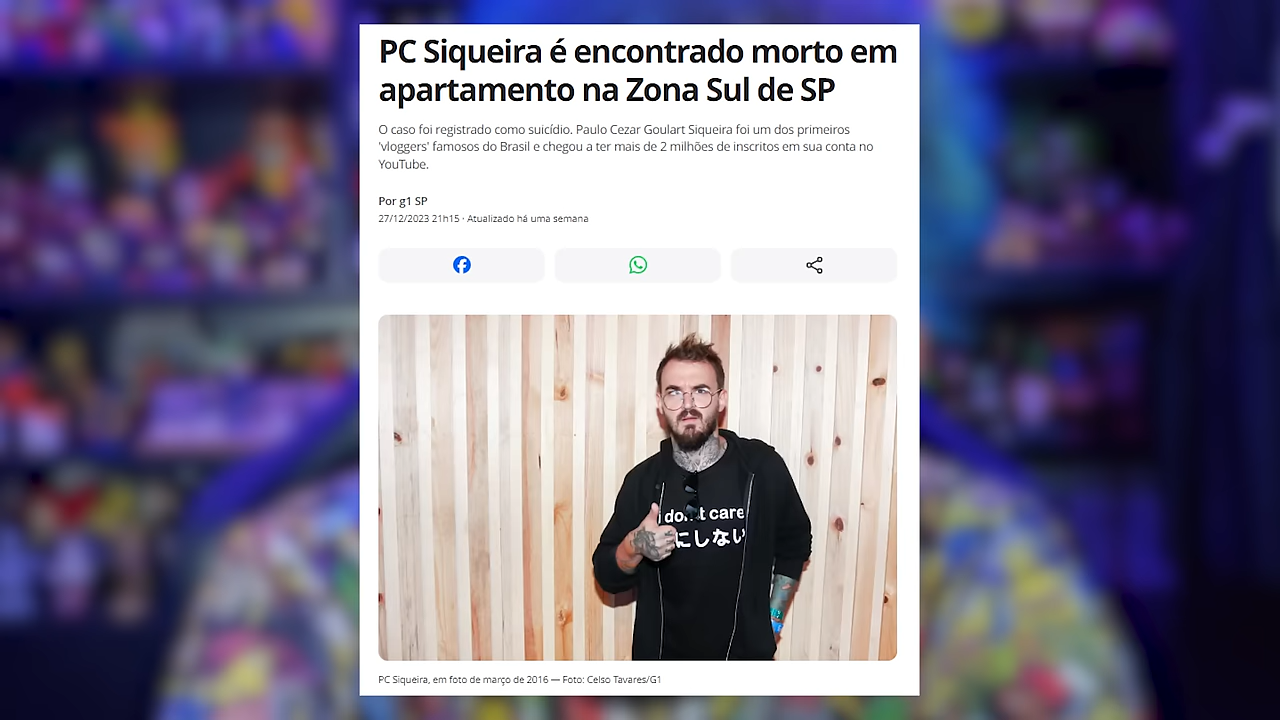 PC Siqueira é encontrado morto em
apartamento na Zona Sul de SP
O caso foi registrado como suicídio. Paulo Cezar Goulart Siqueira foi um dos primeiros
'vloggers' famosos do Brasil e chegou a ter mais de 2 milhões de inscritos em sua conta no
YouTube.
Por g1 SP
27/12/2023 21h15 · Atualizado há uma semana
don't care
にしない
PC Siqueira, em foto de março de 2016 — Foto: Celso Tavares/G1